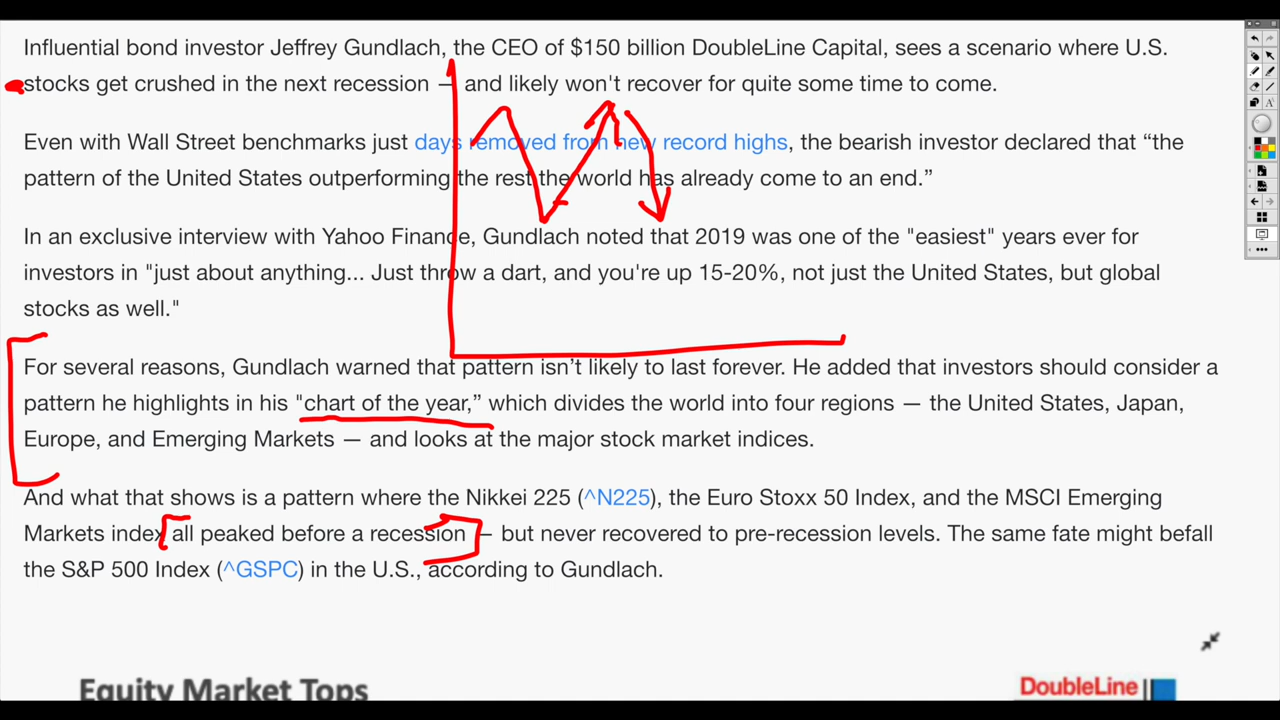 Influential bond investor Jeffrey Gundlach, the CEO of $150 billion DoubleLine Capital, sees a scenario where U.S.
stocks get crushed in the next recession — and likely won't recover for quite some time to come.
Even with Wall Street benchmarks just days removed from new record highs, the bearish investor declared that “the
pattern of the United States outperforming the rest the world has already come to an end.”
In an exclusive interview with Yahoo Finance, Gundlach noted that 2019 was one of the "easiest" years ever for
investors in "just about anything... Just throw a dart, and you're up 15-20%, not just the United States, but global
stocks as well."
For several reasons, Gundlach warned that pattern isn’t likely to last forever. He added that investors should consider a
pattern he highlights in his "chart of the year,” which divides the world into four regions — the United States, Japan,
Europe, and Emerging Markets — and looks at the major stock market indices.
And what that shows is a pattern where the Nikkei 225 (^N225), the Euro Stoxx 50 Index, and the MSCI Emerging
Markets index all peaked before a recession — but never recovered to pre-recession levels. The same fate might befall
the S&P 500 Index (^GSPC) in the U.S., according to Gundlach.
Equity Market Tops
DoubleLine